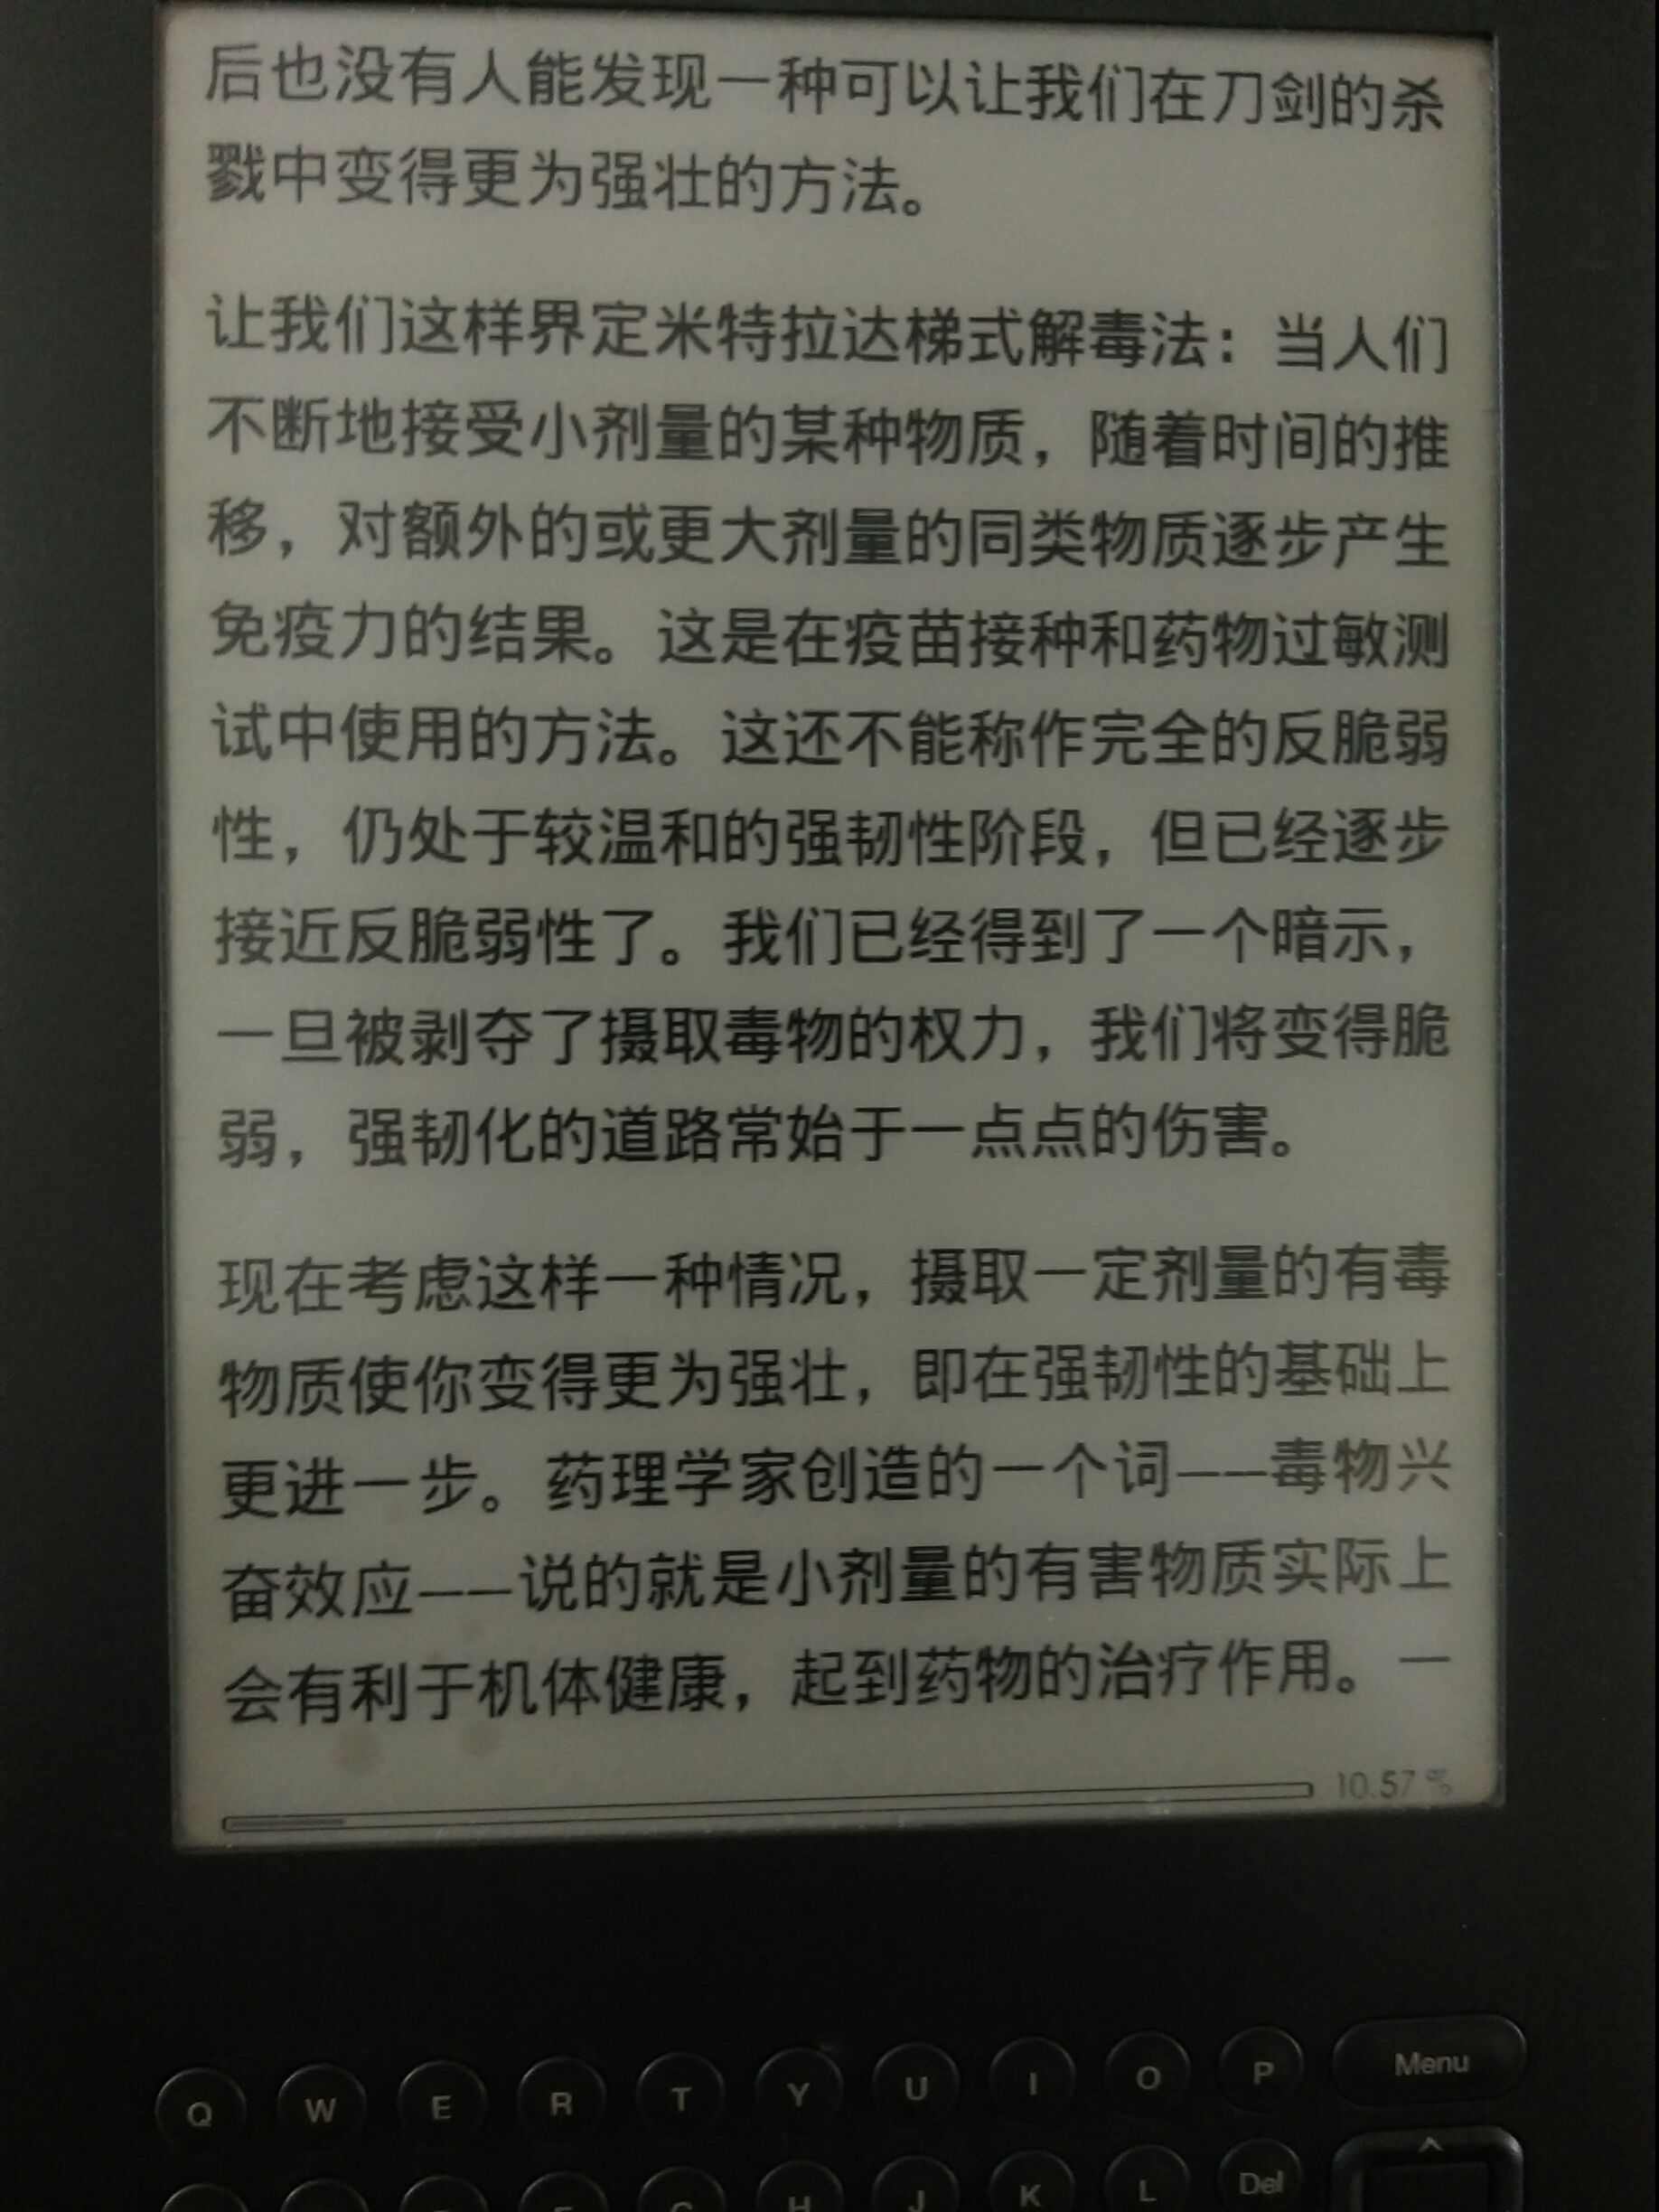 后也没有人能发现一种可以让我们在刀剑的杀
戮中变得更为强壮的方法。
让我们这样界定米特拉达梯式解毒法：当人们
不断地接受小剂量的某种物质，随着时间的推
移，对额外的或更大剂量的同类物质逐步产生
免疫力的结果。这是在疫苗接种和药物过敏测
试中使用的方法。这还不能称作完全的反脆弱
性，仍处于较温和的强韧性阶段，但已经逐步
接近反脆弱性了。我们已经得到了一个暗示，
一旦被剥夺了摄取毒物的权力，我们将变得脆
弱，强韧化的道路常始于一点点的伤害。
现在考虑这样一种情况，摄取一定剂量的有毒
物质使你变得更为强壮，即在强韧性的基础上
更进一步。药理学家创造的一个词——毒物兴
奋效应——说的就是小剂量的有害物质实际上
会有利于机体健康，起到药物的治疗作用。一
10.57 %
Q W E R T Y U I O P Menu
H J K L Del